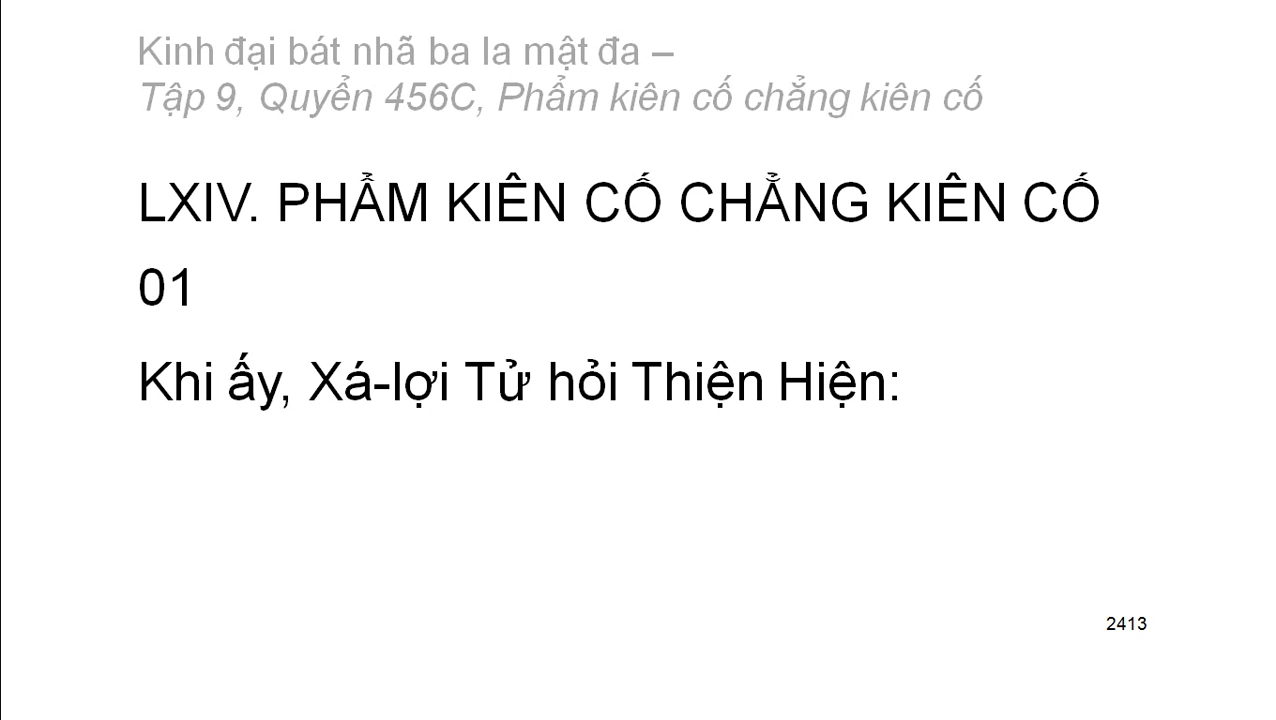 Kinh đại bát nhã ba la mật đa –
Tập 9, Quyển 456C, Phẩm kiên cố chẳng kiên cố
LXIV. PHẨM KIÊN CỐ CHẲNG KIÊN CỐ
01
Khi ấy, Xá-lợi Tử hỏi Thiện Hiện:
2413